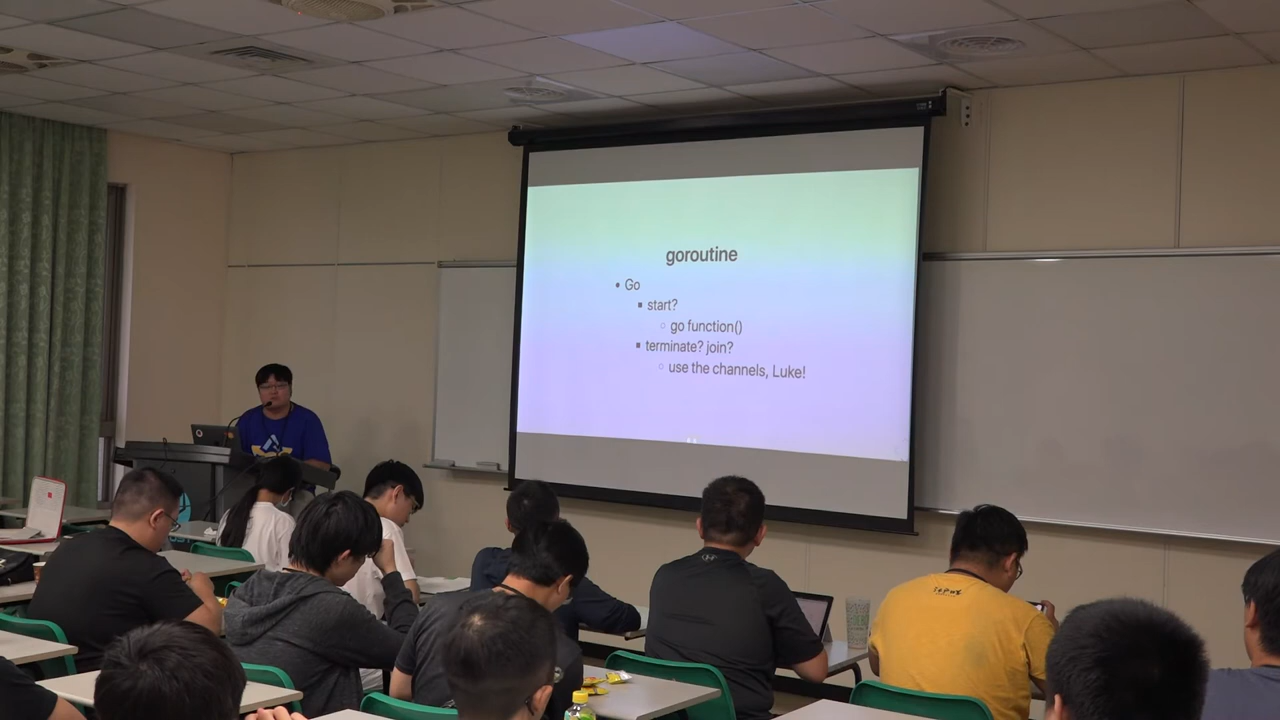 goroutine
• Go
▪ start?
○ go function()
▪ terminate? join?
○ use the channels, Luke!